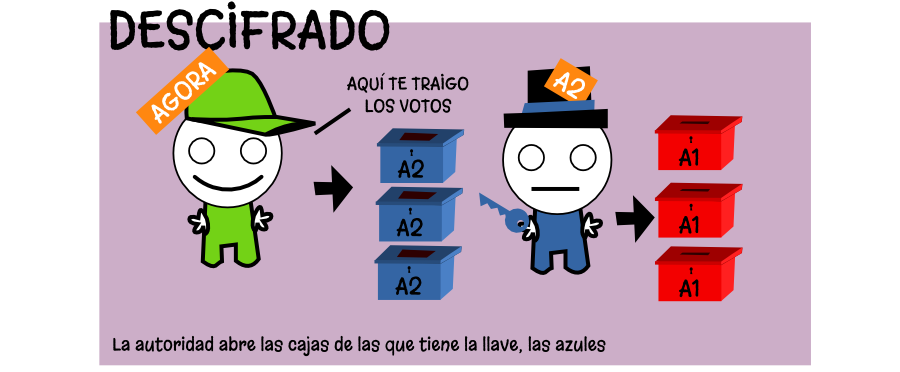 DESCIFRADO
AGORA
AQUÍ TE TRAIGO
LOS VOTOS
A2
A2
A2
A2
A1
A1
A1
La autoridad abre las cajas de las que tiene la llave, las azules